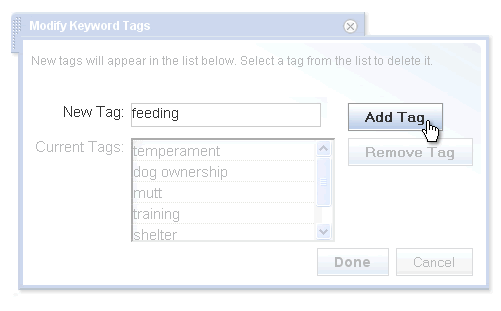 Modify Keyword Tags
New tags will appear in the list below. Select a tag from the list to delete it.
New Tag: feeding Add Tag
Current Tags: temperament Remove Tag
dog ownership
mutt
training
shelter
Done Cancel